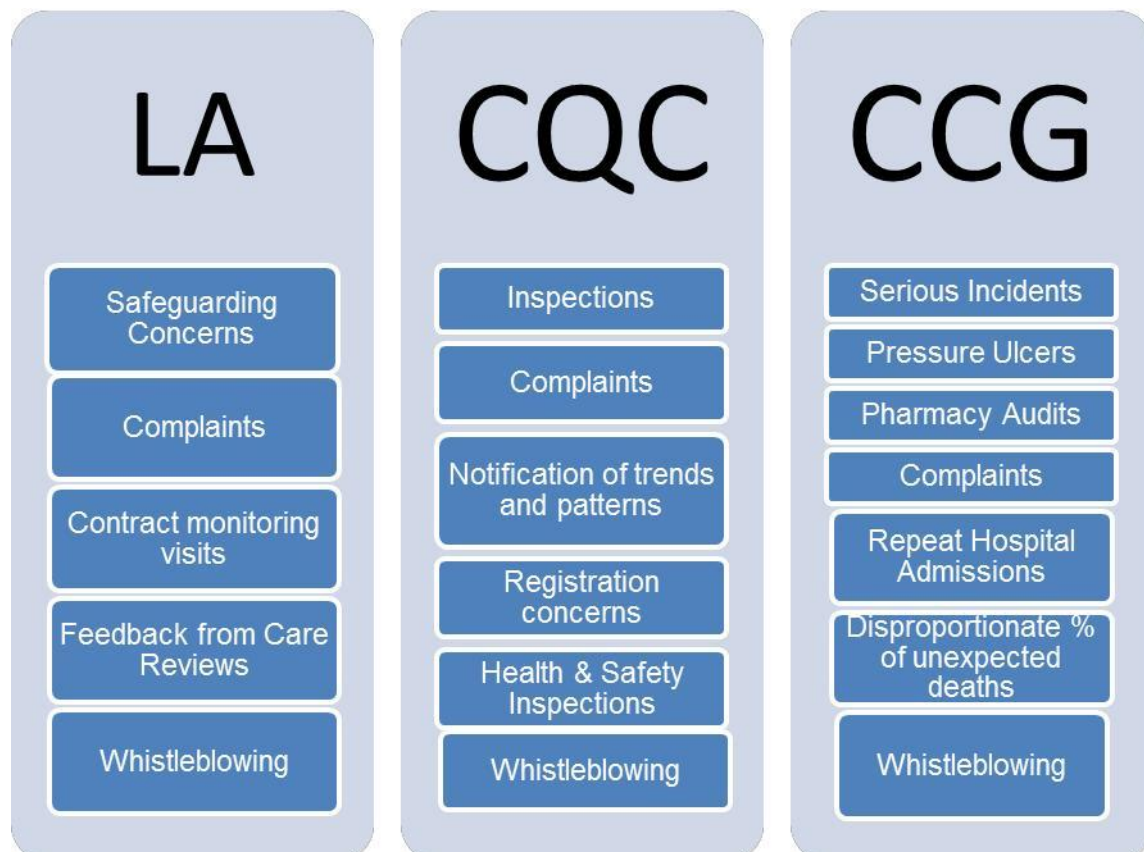 LA
Safeguarding
Concerns
Complaints
Contract monitoring
visits
Feedback from Care
Reviews
Whistleblowing
CQC
Inspections
Complaints
Notification of trends
and patterns
Registration
concerns
Health & Safety
Inspections
Whistleblowing
CCG
Serious Incidents
Pressure Ulcers
Pharmacy Audits
Complaints
Repeat Hospital
Admissions
Disproportionate %
of unexpected
deaths
Whistleblowing